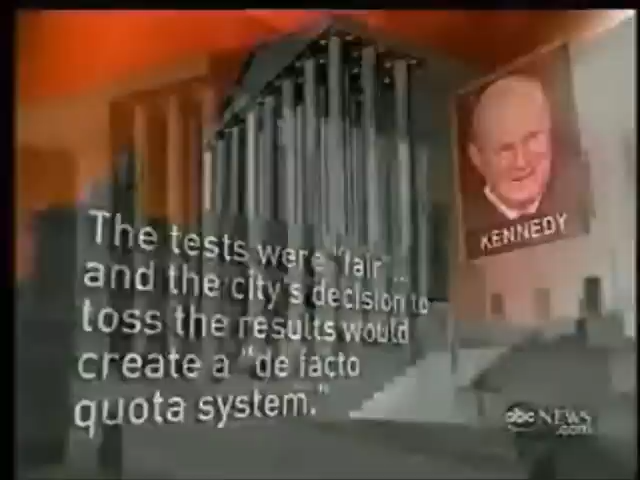 The tests were "fair"...
and the city's decision to
toss the results would
create a "de facto
quota system."
KENNEDY
abc NEWS
.com